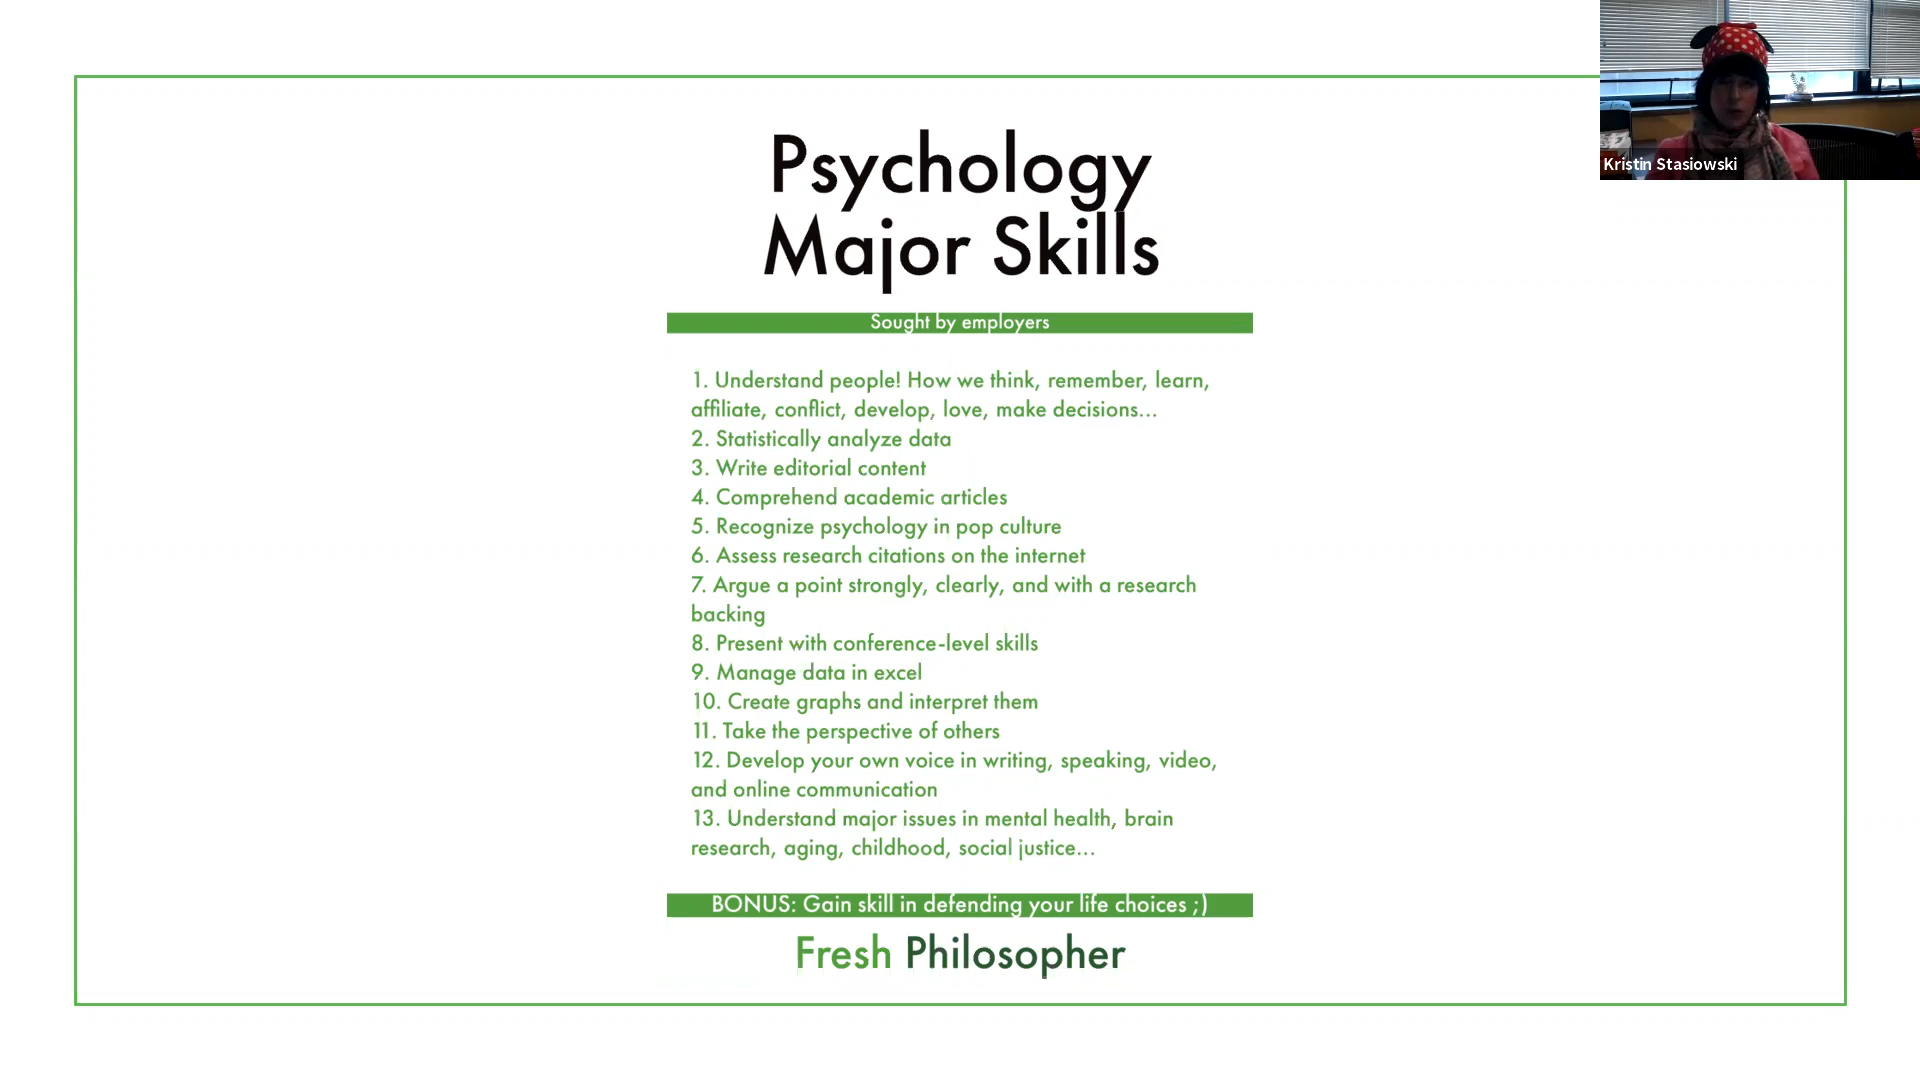 Psychology
Major Skills
Sought by employers
1. Understand people! How we think, remember, learn,
affiliate, conflict, develop, love, make decisions...
2. Statistically analyze data
3. Write editorial content
4. Comprehend academic articles
5. Recognize psychology in pop culture
6. Assess research citations on the internet
7. Argue a point strongly, clearly, and with a research
backing
8. Present with conference-level skills
9. Manage data in excel
10. Create graphs and interpret them
11. Take the perspective of others
12. Develop your own voice in writing, speaking, video,
and online communication
13. Understand major issues in mental health, brain
research, aging, childhood, social justice...
BONUS: Gain skill in defending your life choices ;)
Fresh Philosopher
Kristin Stasiowski